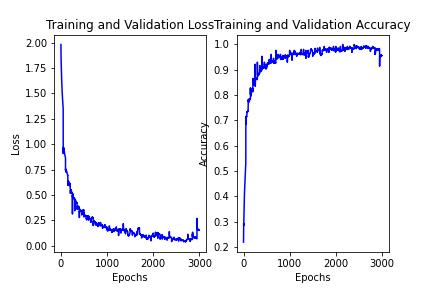 Training and Validation Loss
2.00
1.75
1.50
1.25
1.00
0.75
0.50
0.25
0.00
Loss
0 1000 2000 3000
Epochs
Training and Validation Accuracy
1.0
0.9
0.8
0.7
0.6
0.5
0.4
0.3
0.2
Accuracy
0 1000 2000 3000
Epochs